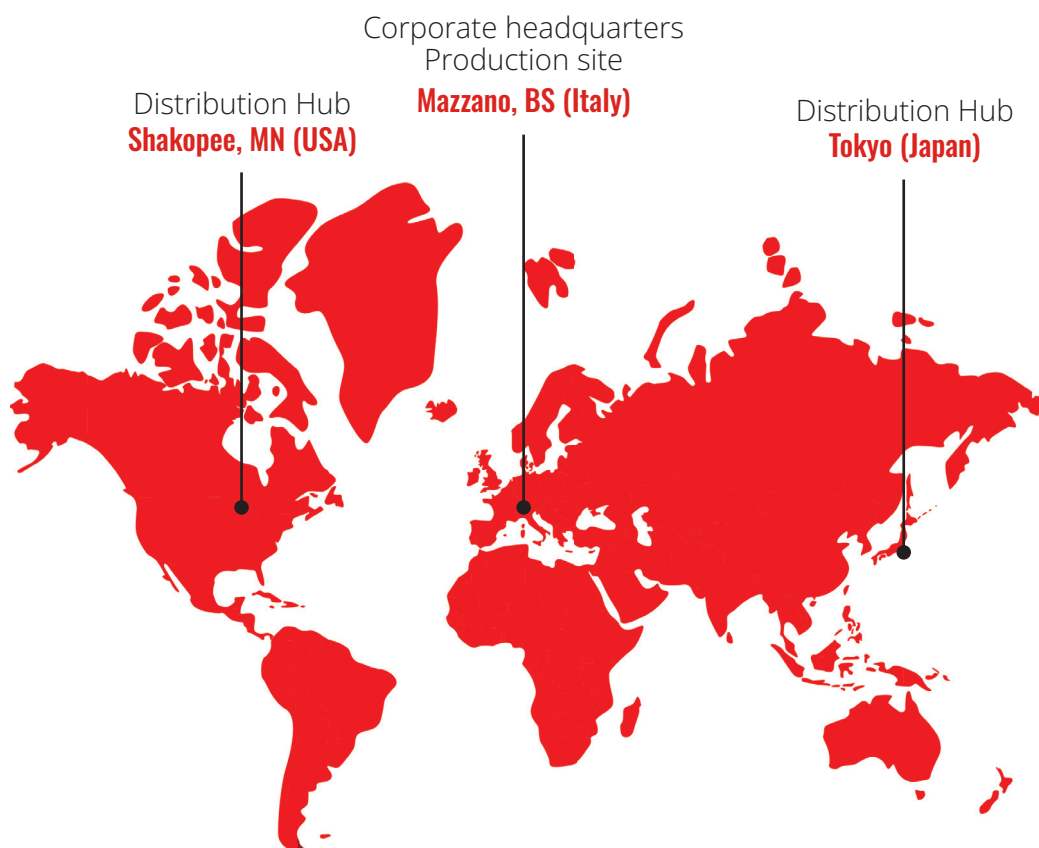 Corporate headquarters
Production site
Mazzano, BS (Italy)
Distribution Hub
Shakopee, MN (USA)
Distribution Hub
Tokyo (Japan)